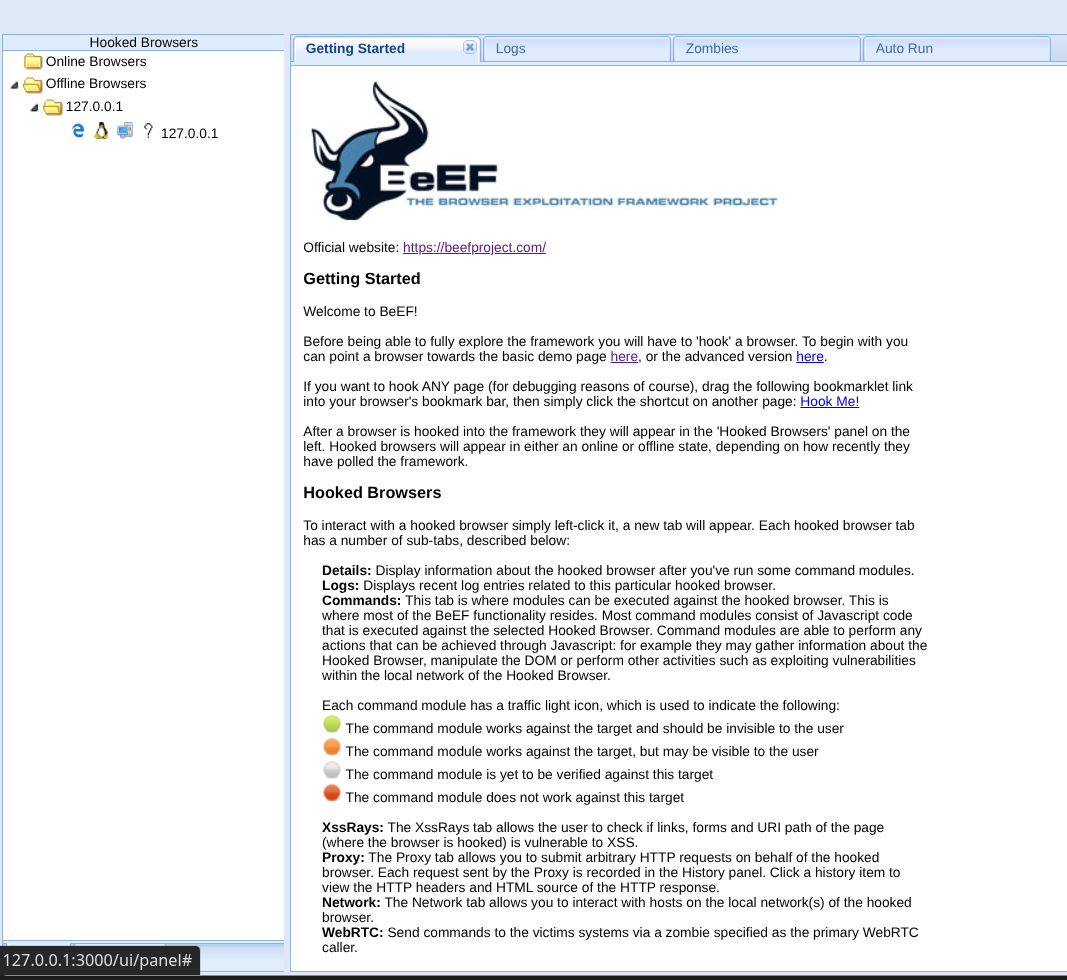 Hooked Browsers
Online Browsers
Offline Browsers
127.0.0.1
127.0.0.1
Getting Started
Logs
Zombies
Auto Run
BeEF
THE BROWSER EXPLOITATION FRAMEWORK PROJECT
Official website: https://beefproject.com/
Getting Started
Welcome to BeEF!
Before being able to fully explore the framework you will have to 'hook' a browser. To begin with you
can point a browser towards the basic demo page here, or the advanced version here.
If you want to hook ANY page (for debugging reasons of course), drag the following bookmarklet link
into your browser's bookmark bar, then simply click the shortcut on another page: Hook Me!
After a browser is hooked into the framework they will appear in the 'Hooked Browsers' panel on the
left. Hooked browsers will appear in either an online or offline state, depending on how recently they
have polled the framework.
Hooked Browsers
To interact with a hooked browser simply left-click it, a new tab will appear. Each hooked browser tab
has a number of sub-tabs, described below:
Details: Display information about the hooked browser after you've run some command modules.
Logs: Displays recent log entries related to this particular hooked browser.
Commands: This tab is where modules can be executed against the hooked browser. This is
where most of the BeEF functionality resides. Most command modules consist of Javascript code
that is executed against the selected Hooked Browser. Command modules are able to perform any
actions that can be achieved through Javascript: for example they may gather information about the
Hooked Browser, manipulate the DOM or perform other activities such as exploiting vulnerabilities
within the local network of the Hooked Browser.
Each command module has a traffic light icon, which is used to indicate the following:
The command module works against the target and should be invisible to the user
The command module works against the target, but may be visible to the user
The command module is yet to be verified against this target
The command module does not work against this target
XssRays: The XssRays tab allows the user to check if links, forms and URI path of the page
(where the browser is hooked) is vulnerable to XSS.
Proxy: The Proxy tab allows you to submit arbitrary HTTP requests on behalf of the hooked
browser. Each request sent by the Proxy is recorded in the History panel. Click a history item to
view the HTTP headers and HTML source of the HTTP response.
Network: The Network tab allows you to interact with hosts on the local network(s) of the hooked
browser.
WebRTC: Send commands to the victims systems via a zombie specified as the primary WebRTC
caller.
127.0.0.1:3000/ui/panel#